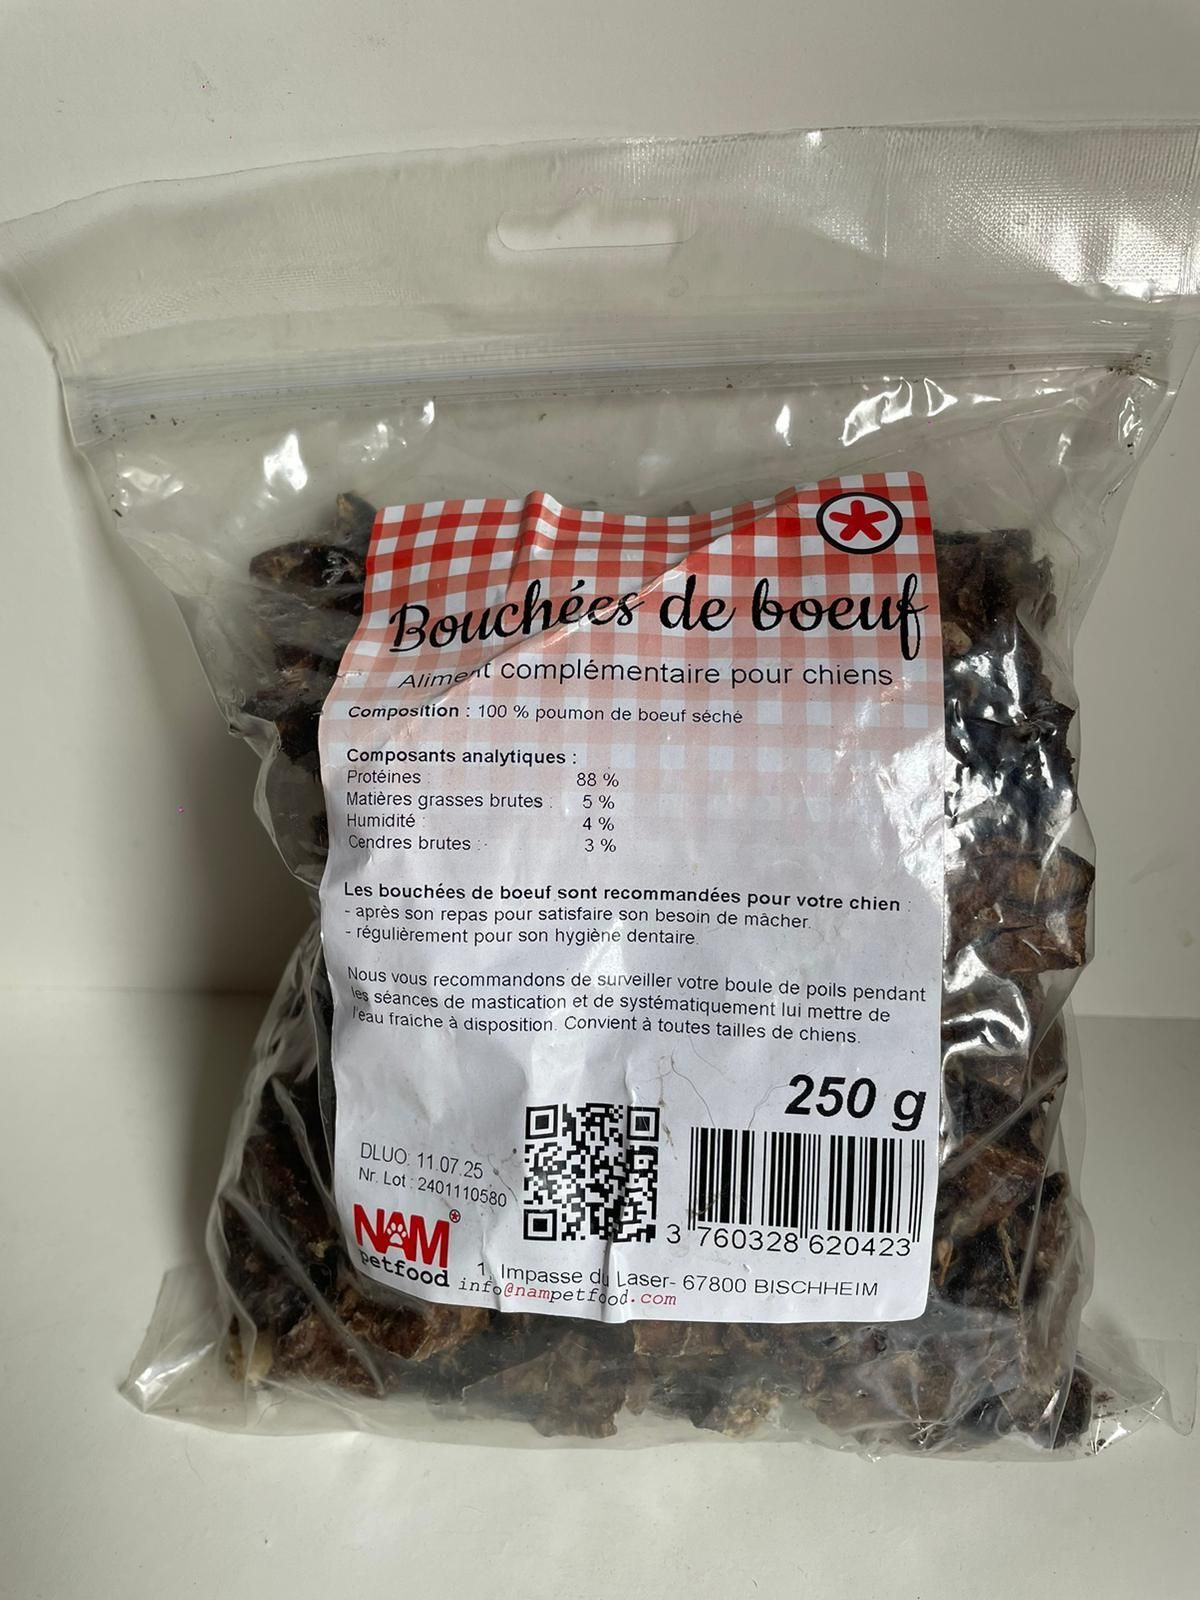 Bouchées de boeuf
Aliment complémentaire pour chiens
Composition : 100 % poumon de boeuf séché
Composants analytiques :
Protéines : 88 %
Matières grasses brutes : 5 %
Humidité : 4 %
Cendres brutes : 3 %
Les bouchées de boeuf sont recommandées pour votre chien :
- après son repas pour satisfaire son besoin de mâcher.
- régulièrement pour son hygiène dentaire.
Nous vous recommandons de surveiller votre boule de poils pendant
les séances de mastication et de systématiquement lui mettre de
l'eau fraîche à disposition. Convient à toutes tailles de chiens.
250 g
DLUO: 11.07.25
Nr. Lot : 2401110580
3 760328 620423
NAM
petfood
1, Impasse du Laser- 67800 BISCHHEIM
info@nampetfood.com